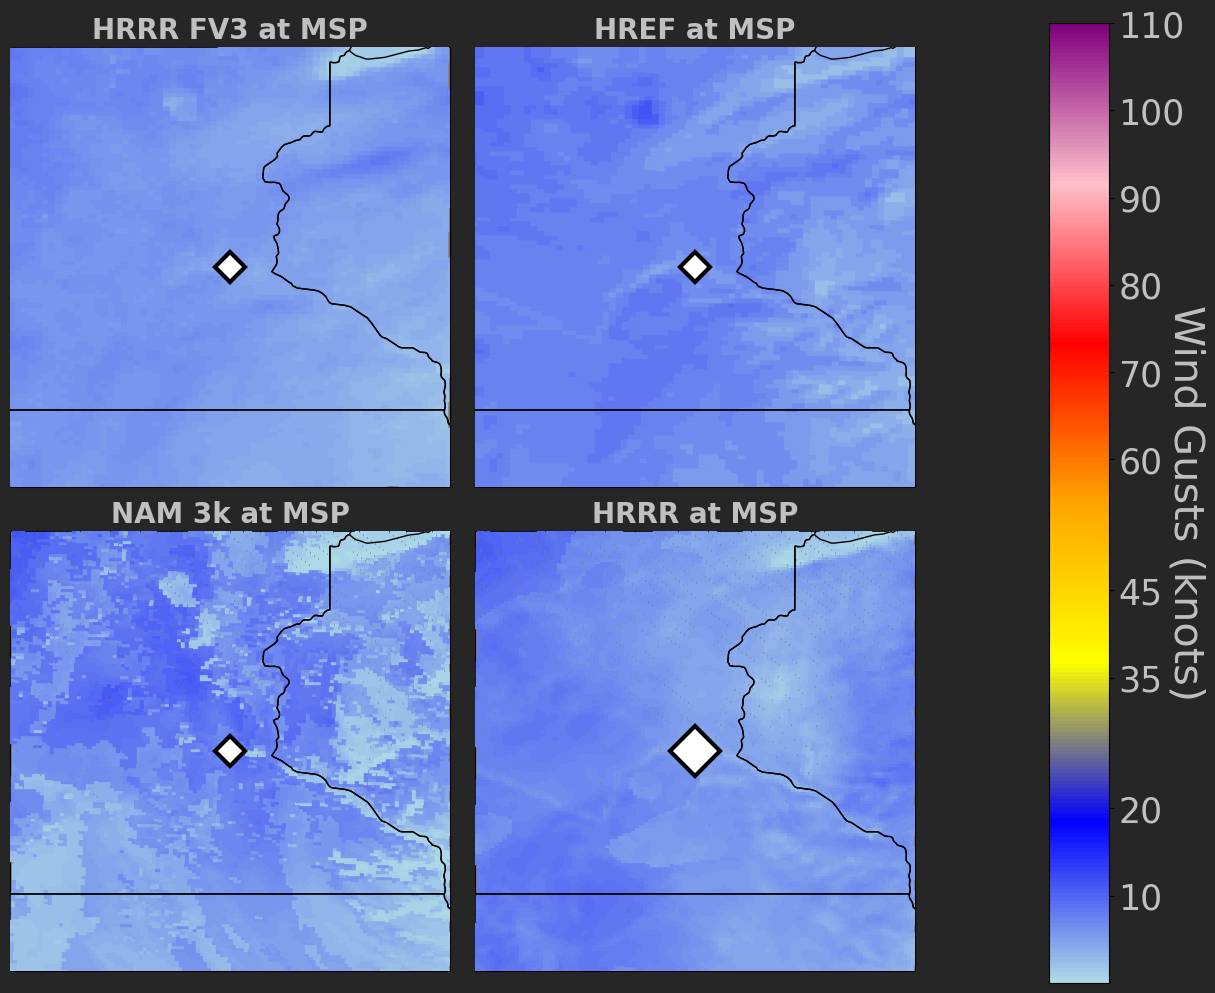 HRRR FV3 at MSP
HREF at MSP
NAM 3k at MSP
HRRR at MSP
110
100
90
80
70
60
45
35
20
10
Wind Gusts (knots)